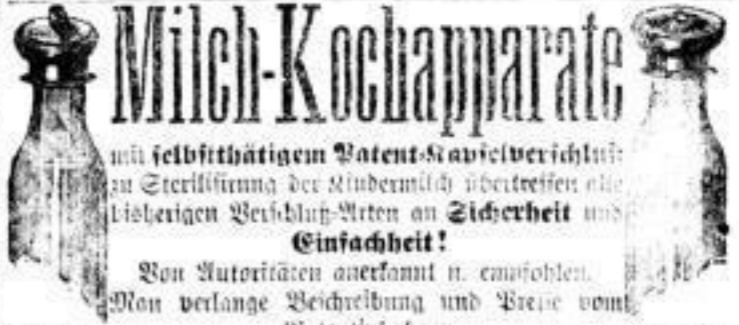 Milch-Kochapparate
mit selbstthätigem Patent-Kapselverschluß
zu Sterilisirung der Kindermilch übertreffen alle
bisherigen Verschluß-Arten an Sicherheit und
Einfachheit!
Von Autoritäten anerkannt u. empfohlen.
Man verlange Beschreibung und Preise vom